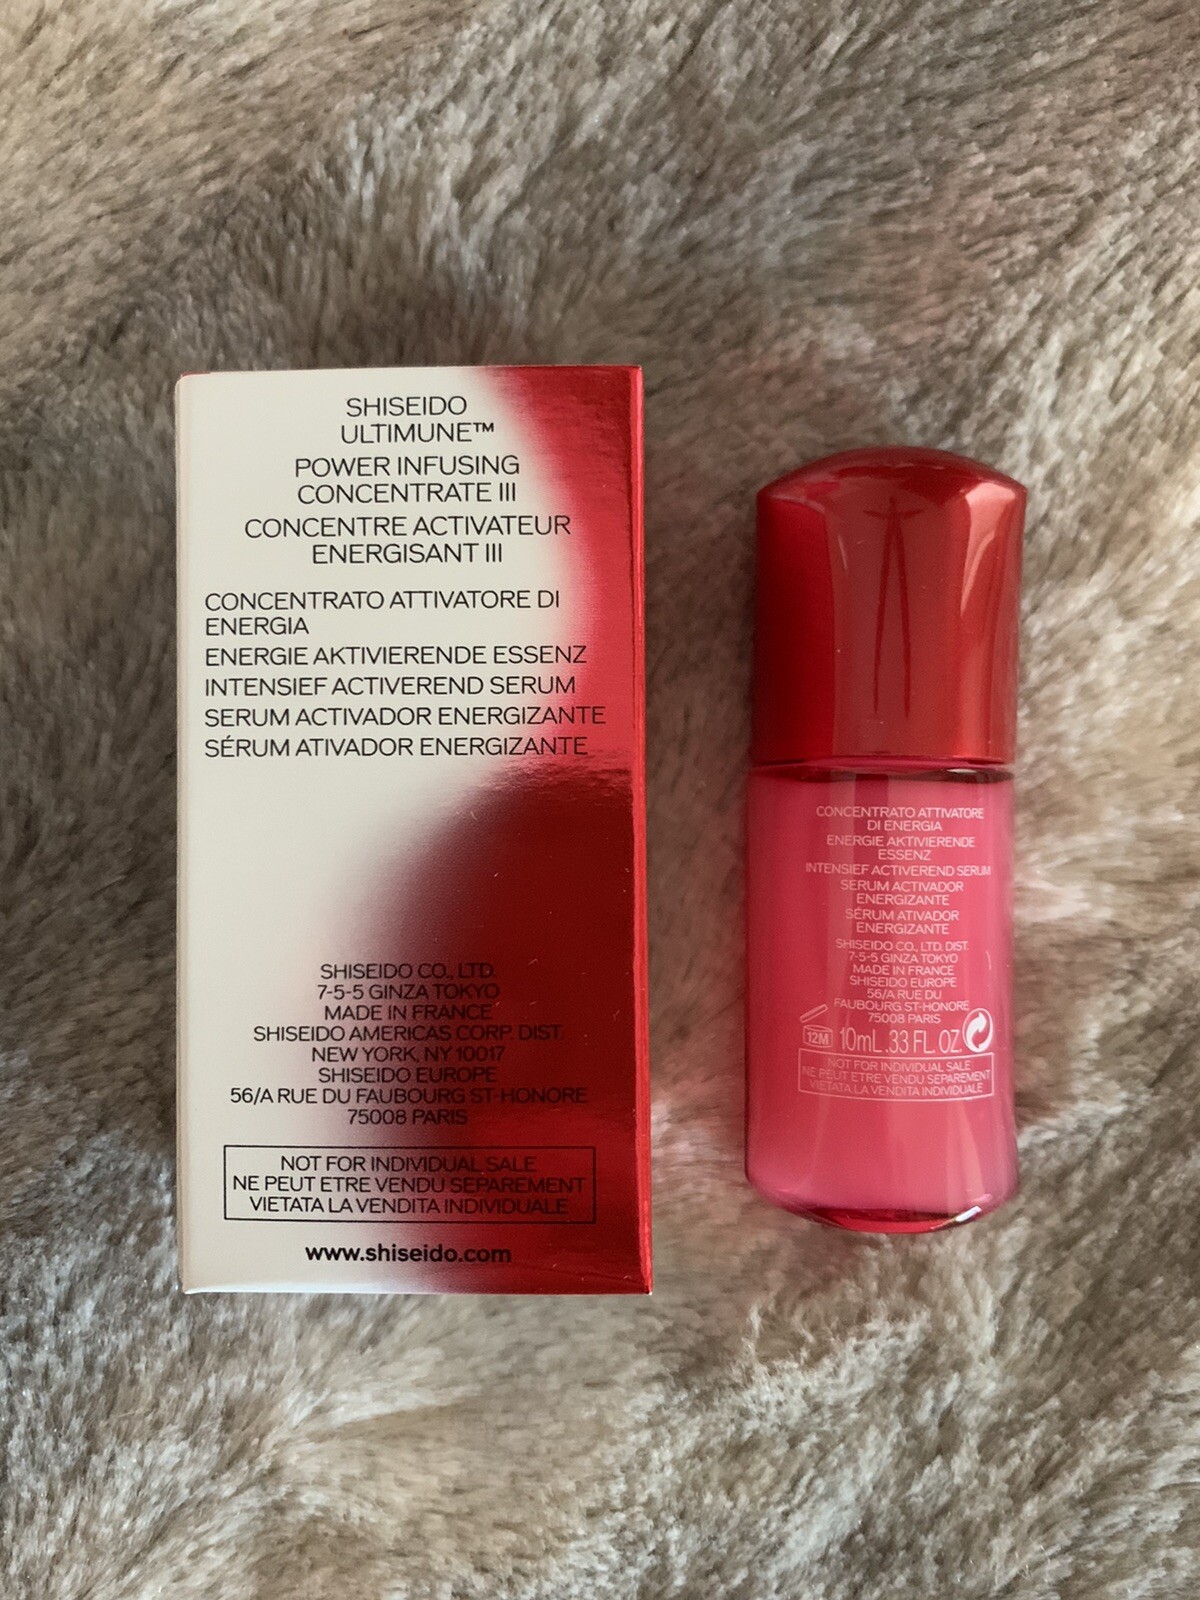 SHISEIDO
ULTIMUNE™
POWER INFUSING
CONCENTRATE III
CONCENTRE ACTIVATEUR
ENERGISANT III
CONCENTRATO ATTIVATORE DI
ENERGIA
ENERGIE AKTIVIERENDE ESSENZ
INTENSIEF ACTIVEREND SERUM
SERUM ACTIVADOR ENERGIZANTE
SÉRUM ATIVADOR ENERGIZANTE
SHISEIDO CO., LTD.
7-5-5 GINZA TOKYO
MADE IN FRANCE
SHISEIDO AMERICAS CORP. DIST.
NEW YORK, NY 10017
SHISEIDO EUROPE
56/A RUE DU FAUBOURG ST-HONORE
75008 PARIS
NOT FOR INDIVIDUAL SALE
NE PEUT ETRE VENDU SEPAREMENT
VIETATA LA VENDITA INDIVIDUALE
www.shiseido.com
CONCENTRATO ATTIVATORE
DI ENERGIA
ENERGIE AKTIVIERENDE
ESSENZ
INTENSIEF ACTIVEREND SERUM
SERUM ACTIVADOR
ENERGIZANTE
SÉRUM ATIVADOR
ENERGIZANTE
SHISEIDO CO., LTD. DIST.
7-5-5 GINZA TOKYO
MADE IN FRANCE
SHISEIDO EUROPE
56/A RUE DU
FAUBOURG ST-HONORE
75008 PARIS
12M 10mL .33 FL. OZ.
NOT FOR INDIVIDUAL SALE
NE PEUT ETRE VENDU SEPAREMENT
VIETATA LA VENDITA INDIVIDUALE